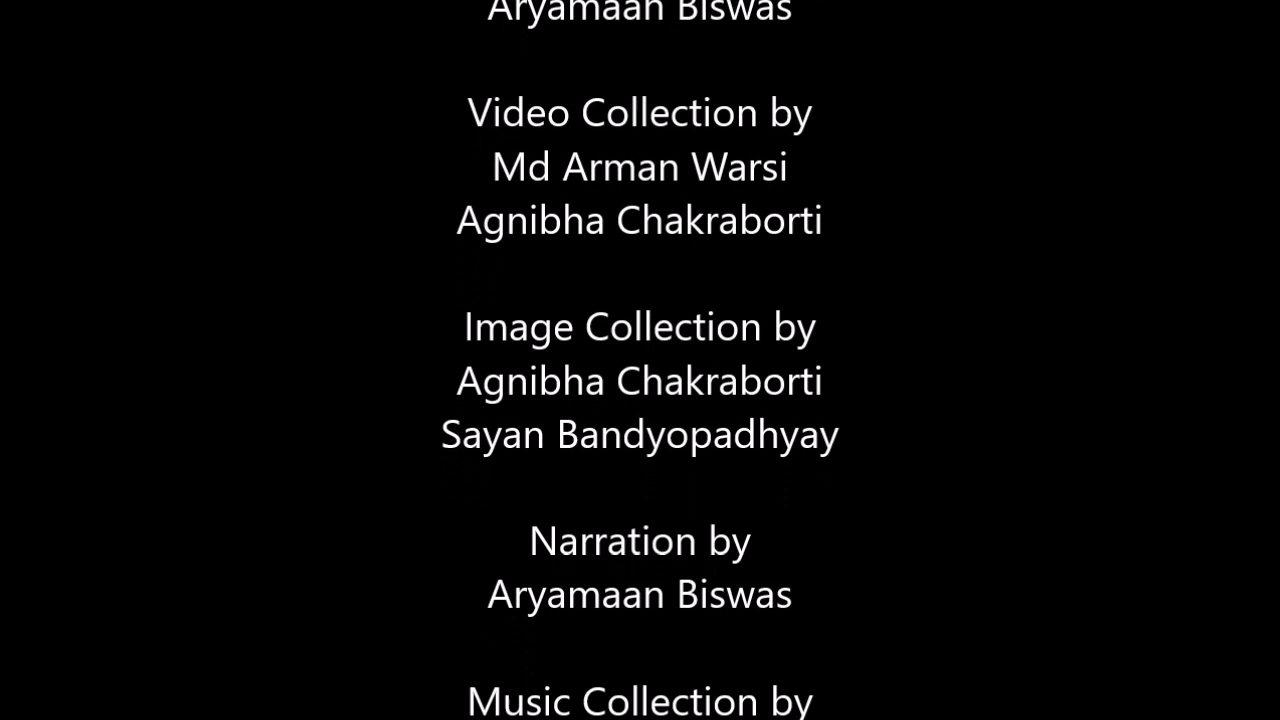 Aryamaan Biswas
Video Collection by
Md Arman Warsi
Agnibha Chakraborti
Image Collection by
Agnibha Chakraborti
Sayan Bandyopadhyay
Narration by
Aryamaan Biswas
Music Collection by